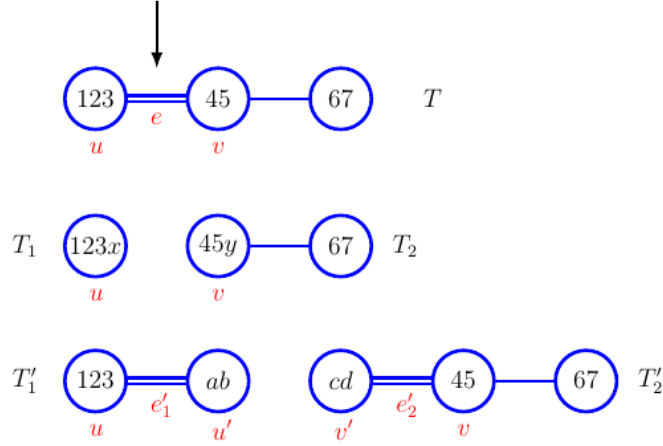 123 45 67 T
e
u v
T₁ 123x 45y 67 T₂
u v
T′₁ 123 ab cd 45 67 T′₂
e′₁ e′₂
u u′ v′ v